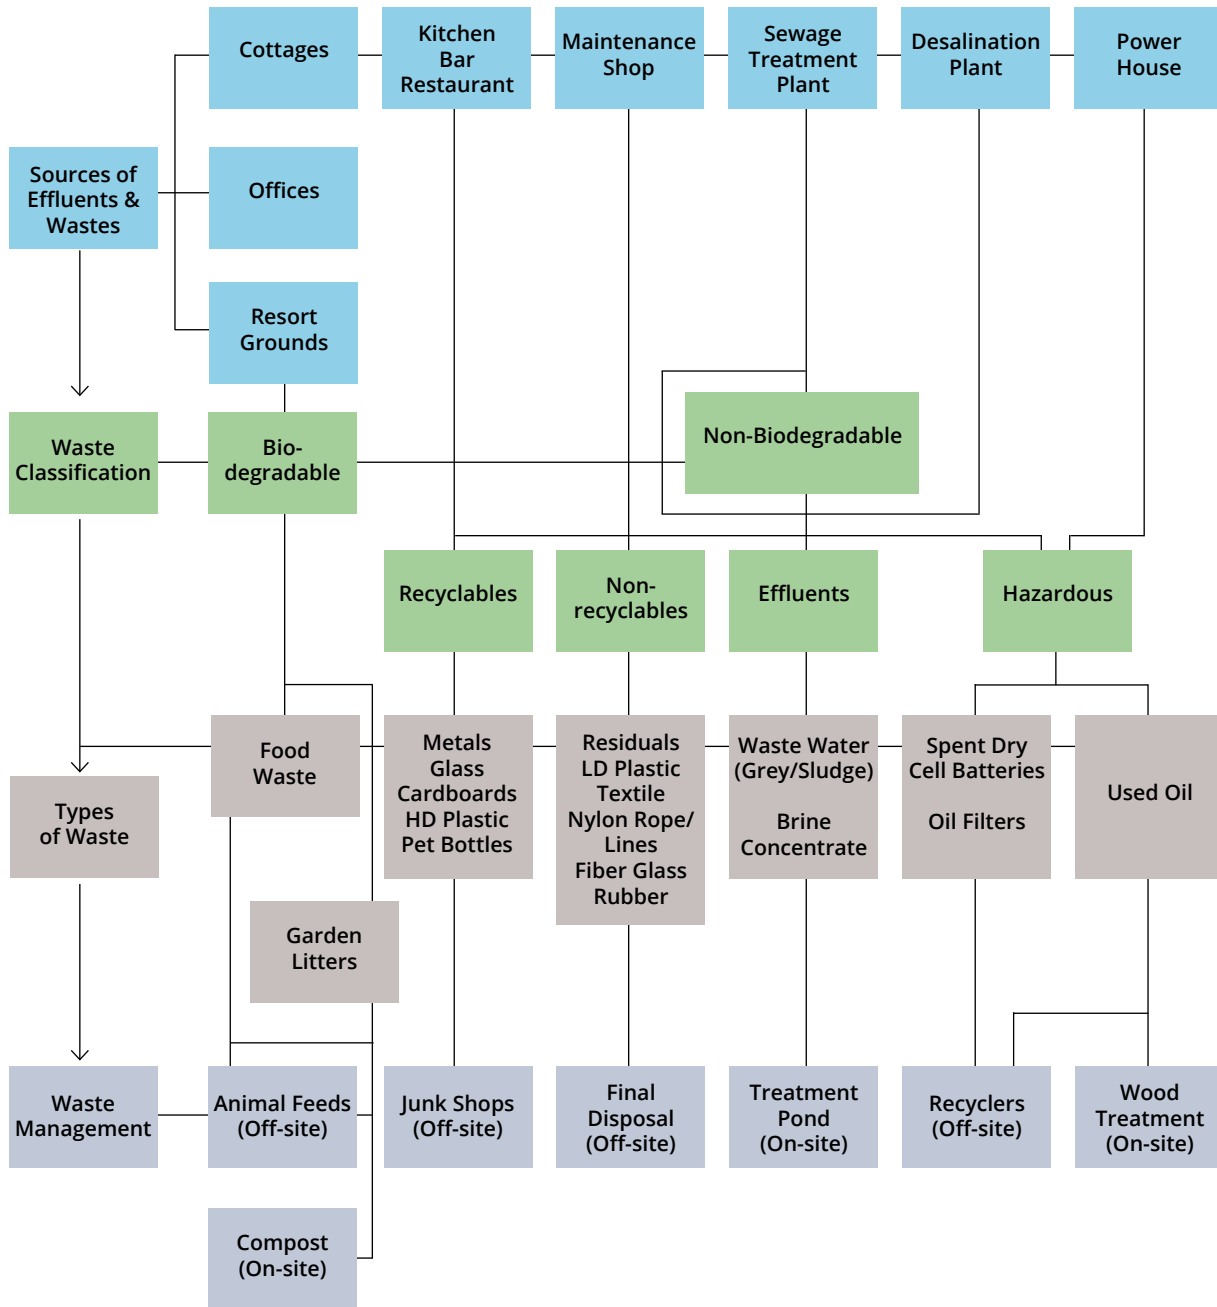 Cottages
Kitchen
Bar
Restaurant
Maintenance
Shop
Sewage
Treatment
Plant
Desalination
Plant
Power
House
Sources of
Effluents &
Wastes
Offices
Resort
Grounds
Waste
Classification
Bio-
degradable
Non-Biodegradable
Recyclables
Non-
recyclables
Effluents
Hazardous
Food
Waste
Metals
Glass
Cardboards
HD Plastic
Pet Bottles
Residuals
LD Plastic
Textile
Nylon Rope/
Lines
Fiber Glass
Rubber
Waste Water
(Grey/Sludge)
Brine
Concentrate
Spent Dry
Cell Batteries
Oil Filters
Used Oil
Types
of Waste
Garden
Litters
Waste
Management
Animal Feeds
(Off-site)
Junk Shops
(Off-site)
Final
Disposal
(Off-site)
Treatment
Pond
(On-site)
Recyclers
(Off-site)
Wood
Treatment
(On-site)
Compost
(On-site)